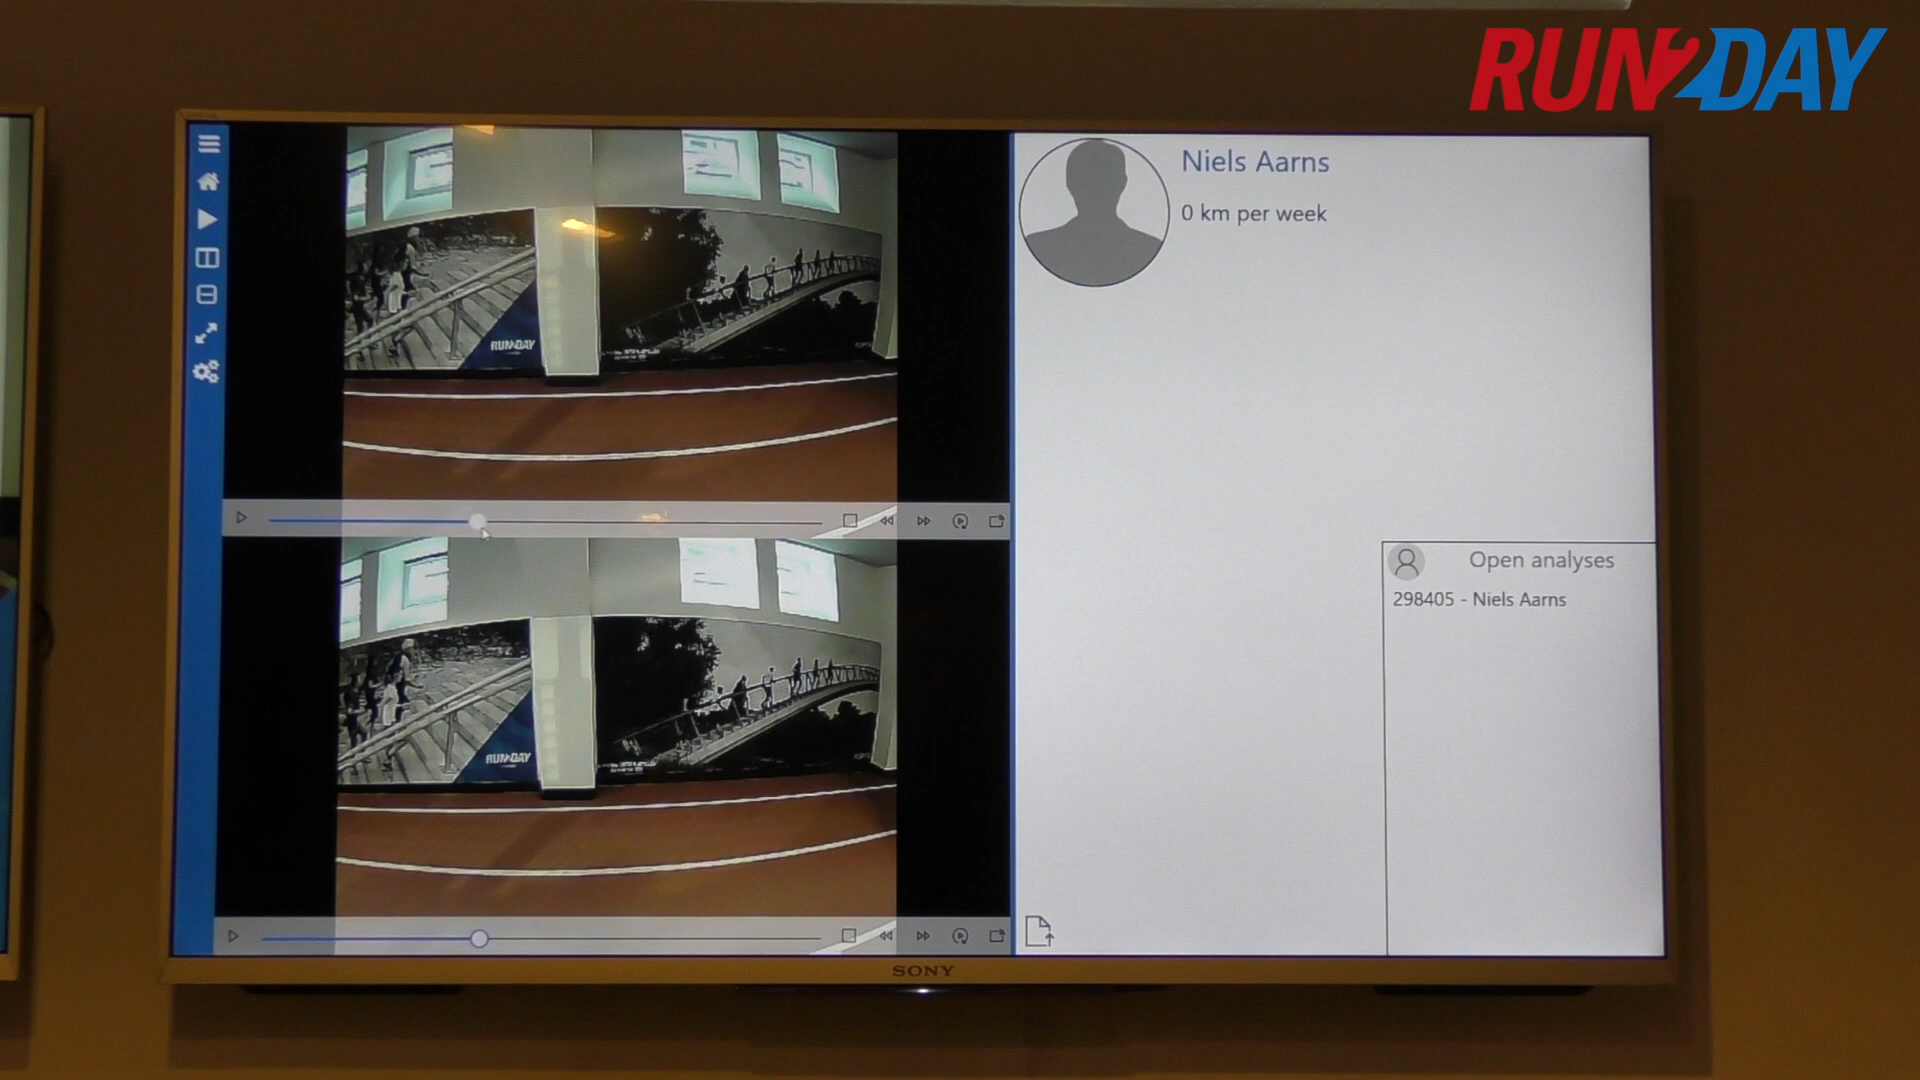 RUN2DAY
Niels Aarns
0 km per week
RUN2DAY
Open analyses
298405 - Niels Aarns
RUN2DAY
SONY